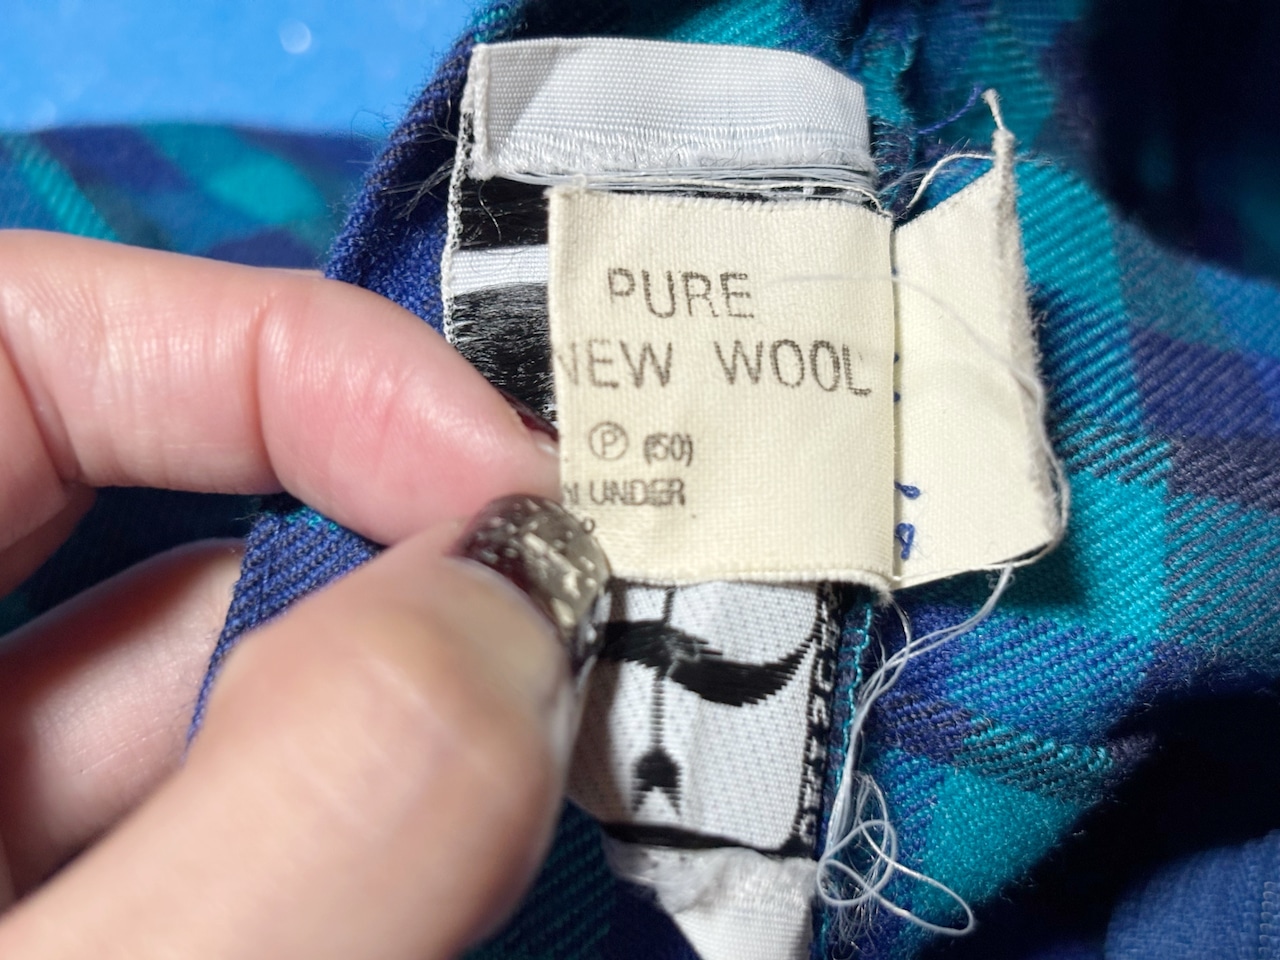 PURE
NEW WOOL
Ⓟ (50)
UNDER